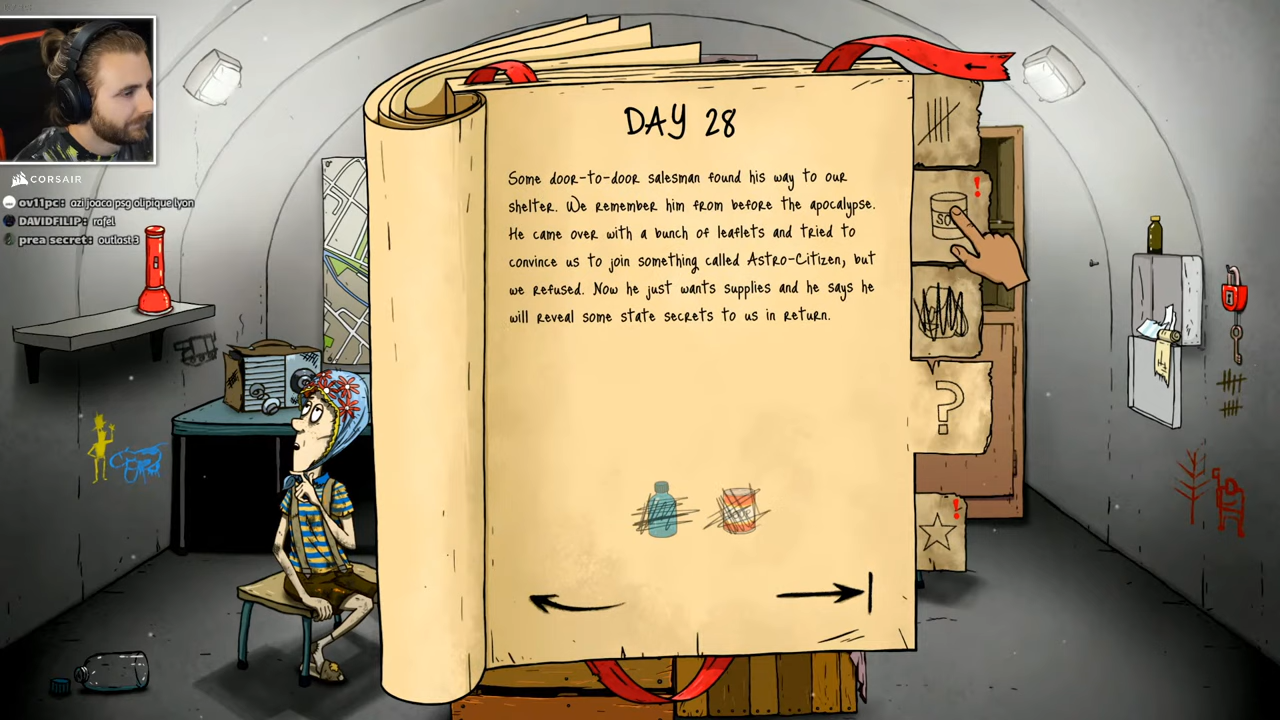 CORSAIR
ov11pc: azi joaca psg olipique lyon
DAVIDFILIP: rafel
prea secret: outlast 3
DAY 28
Some door-to-door salesman found his way to our
shelter. We remember him from before the apocalypse.
He came over with a bunch of leaflets and tried to
convince us to join something called Astro-Citizen, but
we refused. Now he just wants supplies and he says he
will reveal some state secrets to us in return.